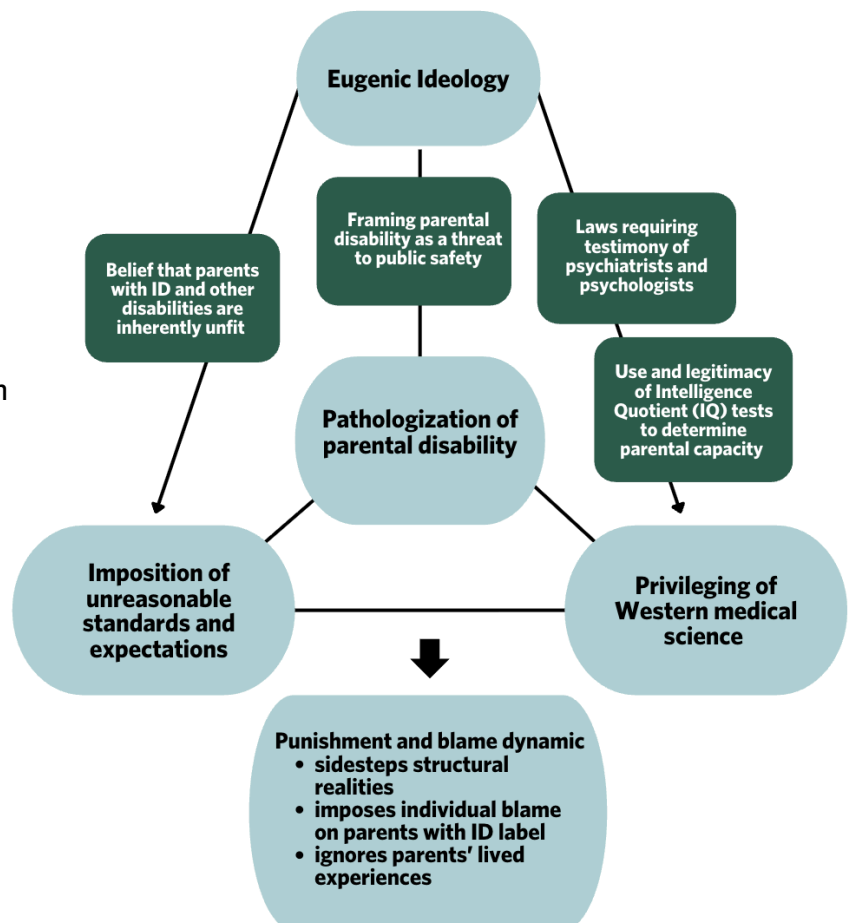 Eugenic Ideology
Framing parental
disability as a threat
to public safety
Laws requiring
testimony of
psychiatrists and
psychologists
Belief that parents
with ID and other
disabilities are
inherently unfit
Use and legitimacy
of Intelligence
Quotient (IQ) tests
to determine
parental capacity
Pathologization of
parental disability
Imposition of
unreasonable
standards and
expectations
Privileging of
Western medical
science
Punishment and blame dynamic
• sidesteps structural
realities
• imposes individual blame
on parents with ID label
• ignores parents’ lived
experiences